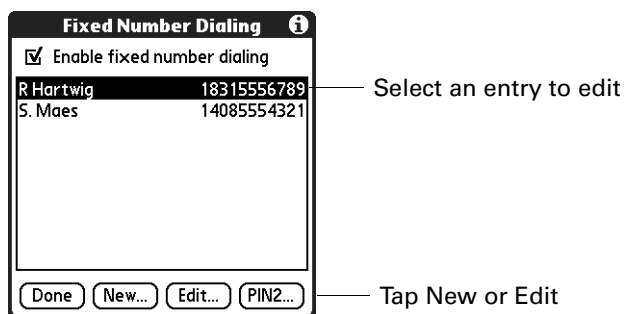 Fixed Number Dialing
Enable fixed number dialing
R Hartwig 18315556789
Select an entry to edit
S. Maes 14085554321
Done New... Edit... PIN2...
Tap New or Edit